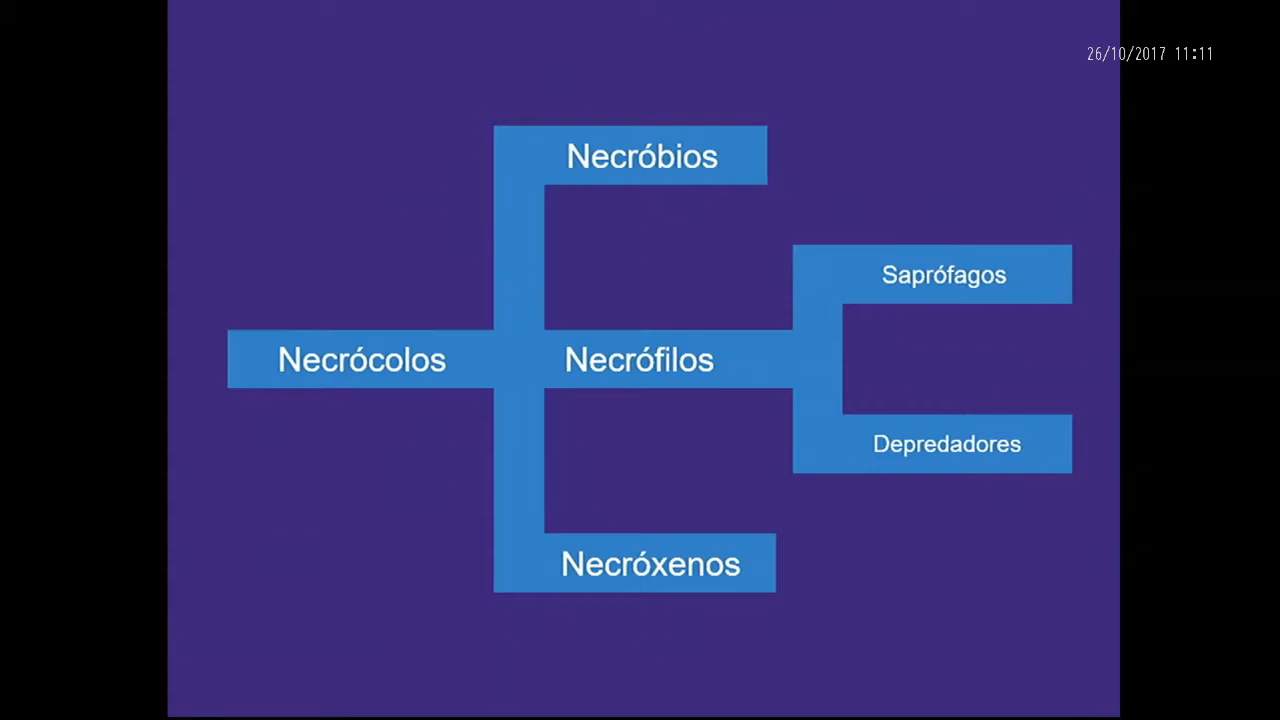 26/10/2017 11:11
Necróbios
Saprófagos
Necrócolos
Necrófilos
Depredadores
Necróxenos